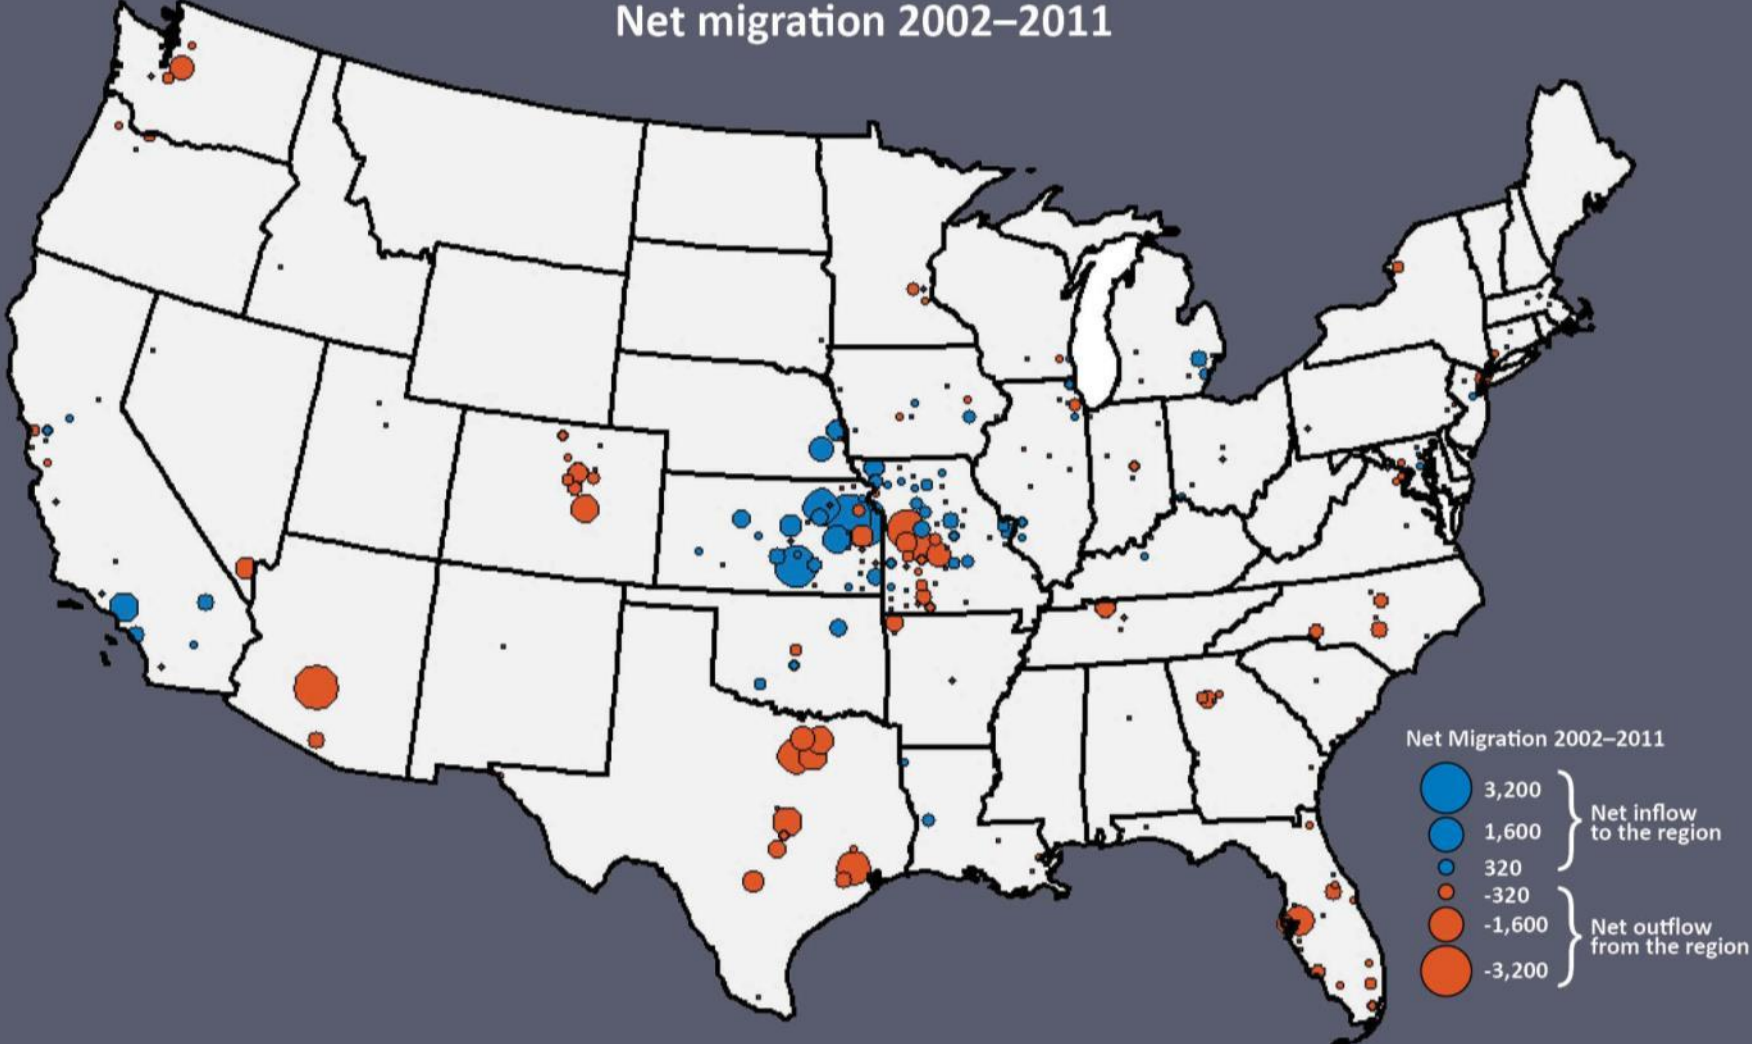 Net migration 2002–2011
Net Migration 2002–2011
3,200
1,600
320
Net inflow
to the region
-320
-1,600
-3,200
Net outflow
from the region